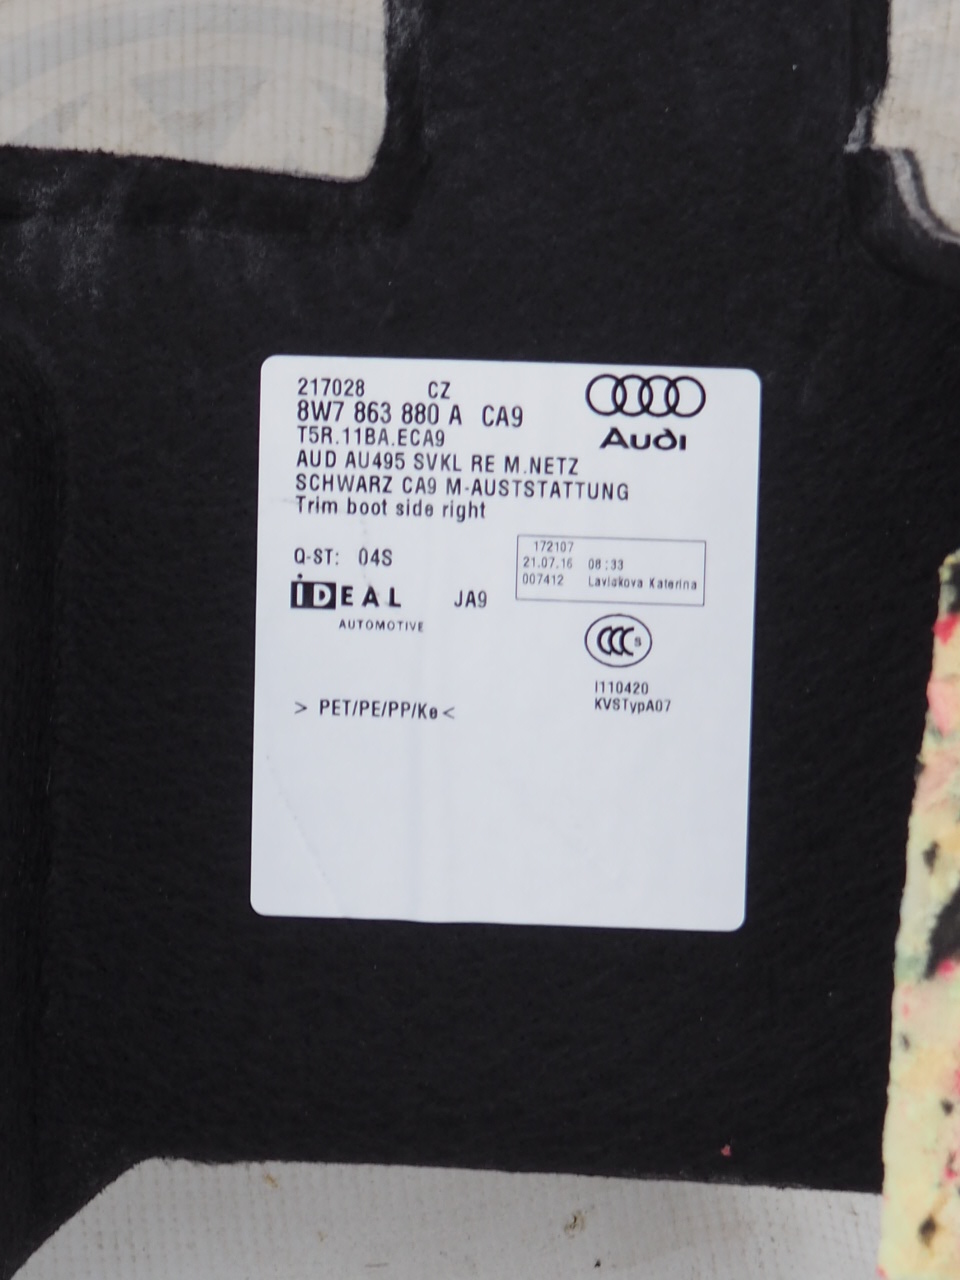 217028 CZ
8W7 863 880 A CA9
T5R.11BA.ECA9
AUD AU495 SVKL RE M.NETZ
SCHWARZ CA9 M-AUSTSTATTUNG
Trim boot side right
Audi
Q-ST: 04S
172107
21.07.16 08:33
007412 Laviokova Katerina
IDEAL
AUTOMOTIVE
JA9
CCC S
I110420
KVSTypA07
> PET/PE/PP/Ke <